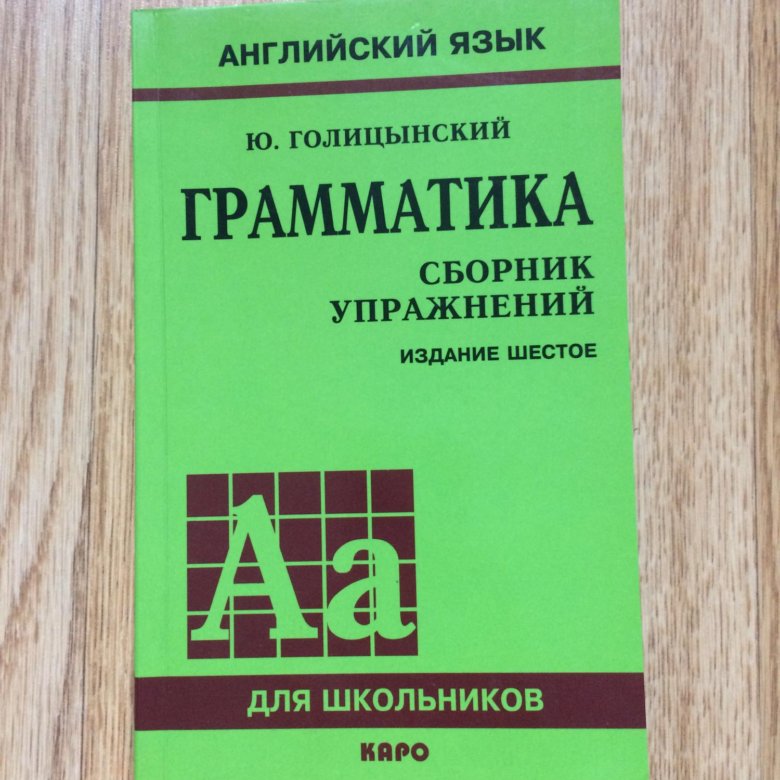 АНГЛИЙСКИЙ ЯЗЫК
Ю. ГОЛИЦЫНСКИЙ
ГРАММАТИКА
СБОРНИК
УПРАЖНЕНИЙ
ИЗДАНИЕ ШЕСТОЕ
Aa
ДЛЯ ШКОЛЬНИКОВ
КАРО